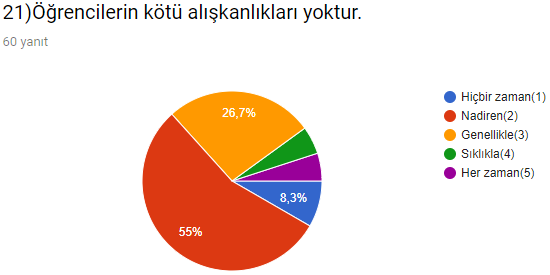 21)Öğrencilerin kötü alışkanlıkları yoktur.
60 yanıt
26,7%
8,3%
55%
Hiçbir zaman(1)
Nadiren(2)
Genellikle(3)
Sıklıkla(4)
Her zaman(5)